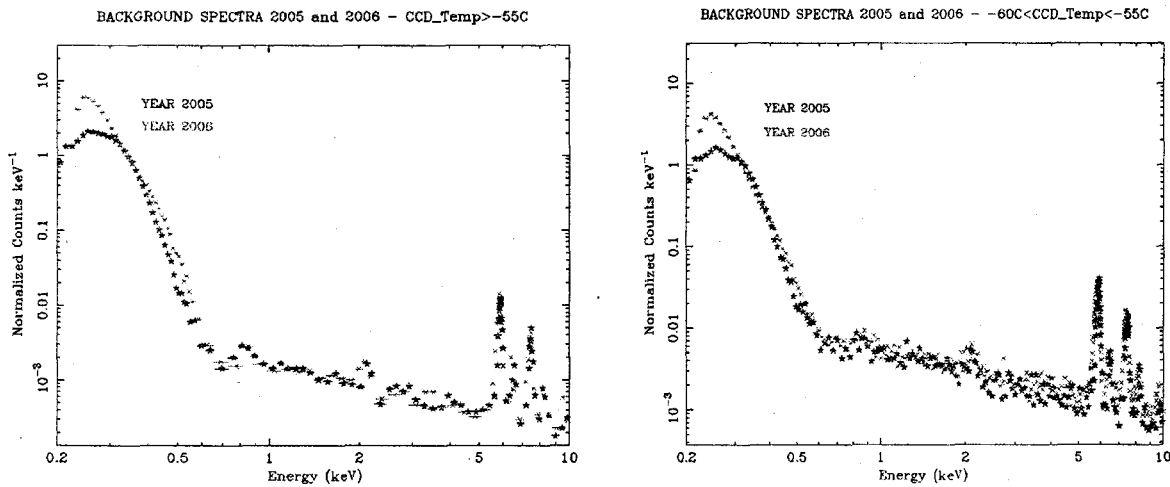 BACKGROUND SPECTRA 2005 and 2006 - CCD_Temp>-55C
10
1
0.1
0.01
10⁻³
Normalized Counts keV⁻¹
YEAR 2005
YEAR 2006
0.2
0.5
1
2
5
10
Energy (keV)
BACKGROUND SPECTRA 2005 and 2006 - -60C<CCD_Temp<-55C
10
1
0.1
0.01
10⁻³
Normalized Counts keV⁻¹
YEAR 2005
YEAR 2006
0.2
0.5
1
2
5
10
Energy (keV)